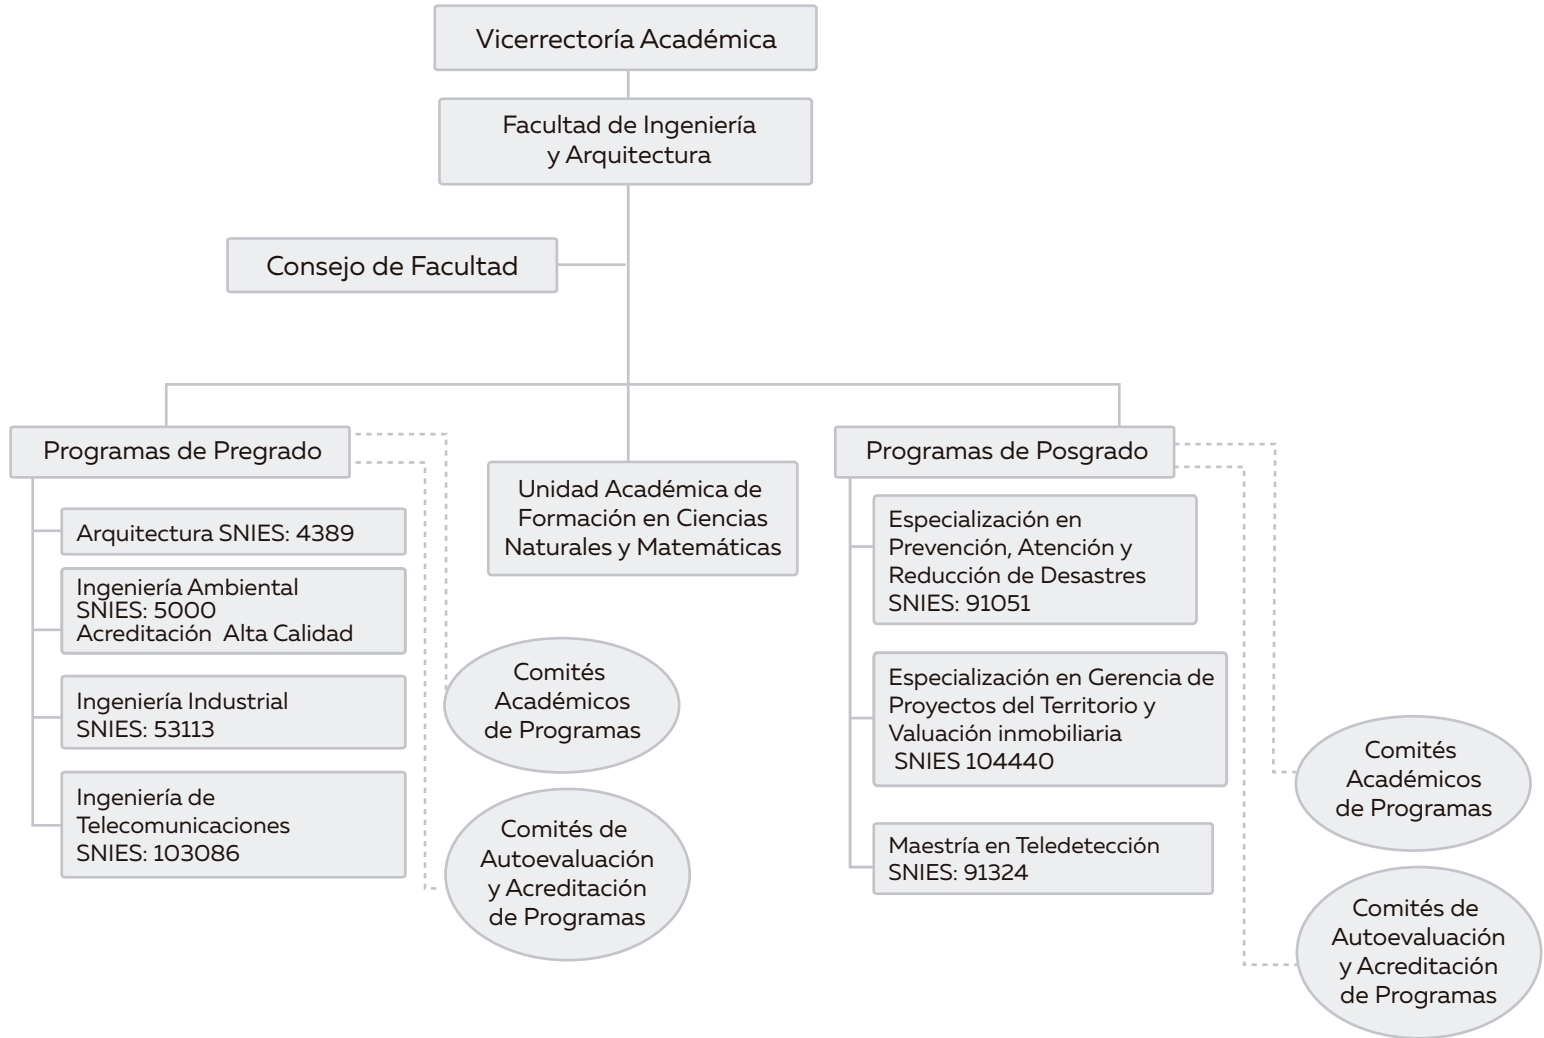 Vicerrectoría Académica
Facultad de Ingeniería
y Arquitectura
Consejo de Facultad
Programas de Pregrado
Arquitectura SNIES: 4389
Ingeniería Ambiental
SNIES: 5000
Acreditación Alta Calidad
Ingeniería Industrial
SNIES: 53113
Ingeniería de
Telecomunicaciones
SNIES: 103086
Comités
Académicos
de Programas
Comités de
Autoevaluación
y Acreditación
de Programas
Unidad Académica de
Formación en Ciencias
Naturales y Matemáticas
Programas de Posgrado
Especialización en
Prevención, Atención y
Reducción de Desastres
SNIES: 91051
Especialización en Gerencia de
Proyectos del Territorio y
Valuación inmobiliaria
SNIES 104440
Maestría en Teledetección
SNIES: 91324
Comités
Académicos
de Programas
Comités de
Autoevaluación
y Acreditación
de Programas